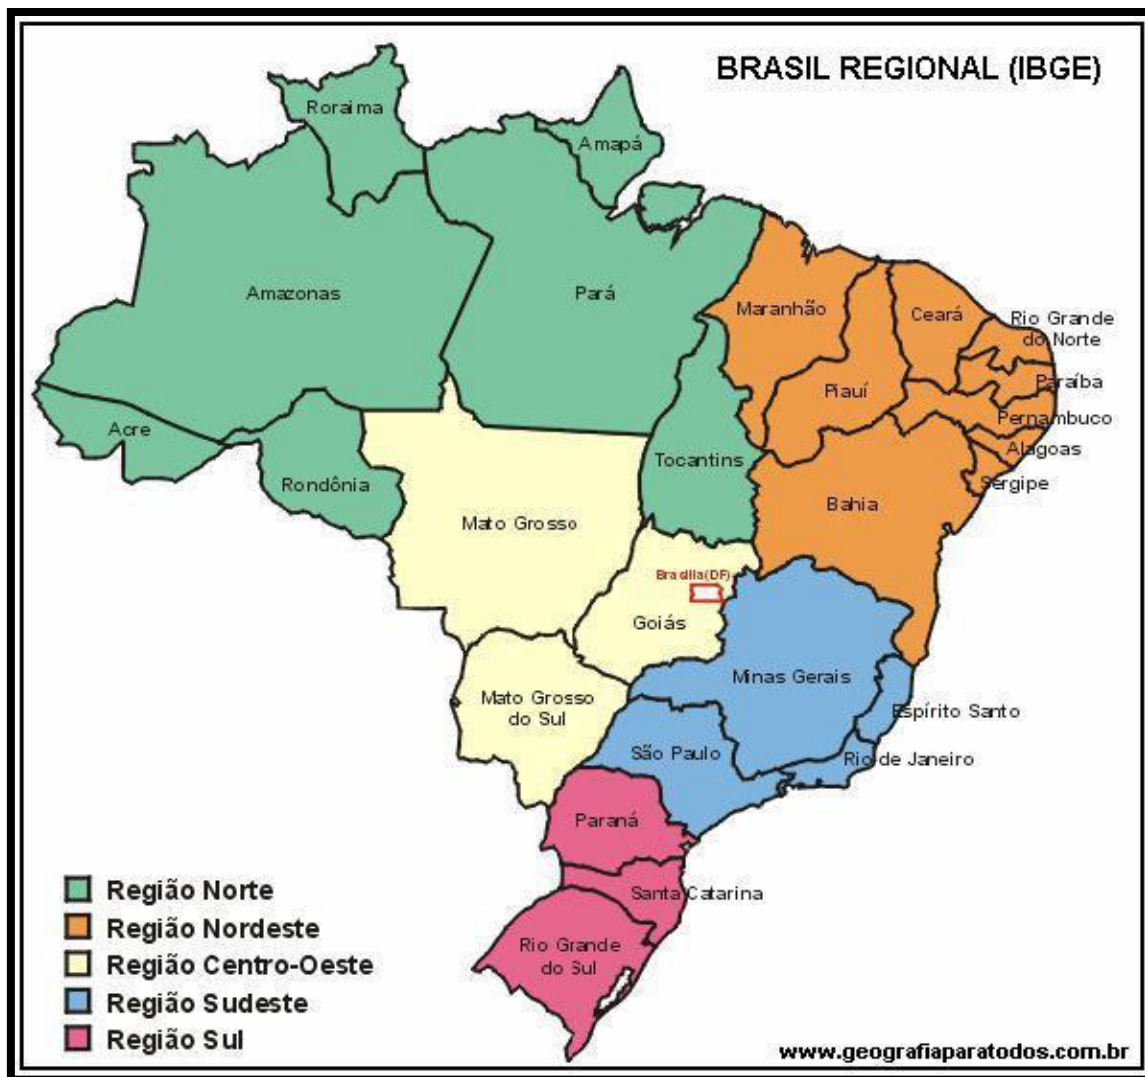 BRASIL REGIONAL (IBGE)
Roraima
Amapá
Amazonas
Pará
Maranhão
Ceará
Rio Grande
do Norte
Piauí
Paraíba
Pernambuco
Acre
Rondônia
Tocantins
Alagoas
Sergipe
Bahia
Mato Grosso
Brasília(DF)
Goiás
Minas Gerais
Mato Grosso
do Sul
Espírito Santo
São Paulo
Rio de Janeiro
Paraná
Santa Catarina
Rio Grande
do Sul
Região Norte
Região Nordeste
Região Centro-Oeste
Região Sudeste
Região Sul
www.geografiaparatodos.com.br